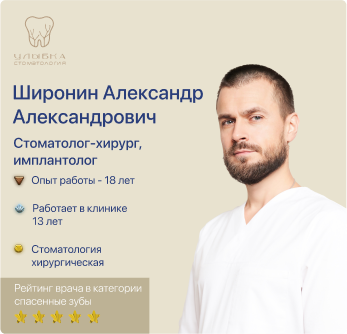 УЛЫБКА
СТОМАТОЛОГИЯ
Широнин Александр
Александрович
Стоматолог-хирург,
имплантолог
Опыт работы - 18 лет
Работает в клинике
13 лет
Стоматология
хирургическая
Рейтинг врача в категории
спасенные зубы